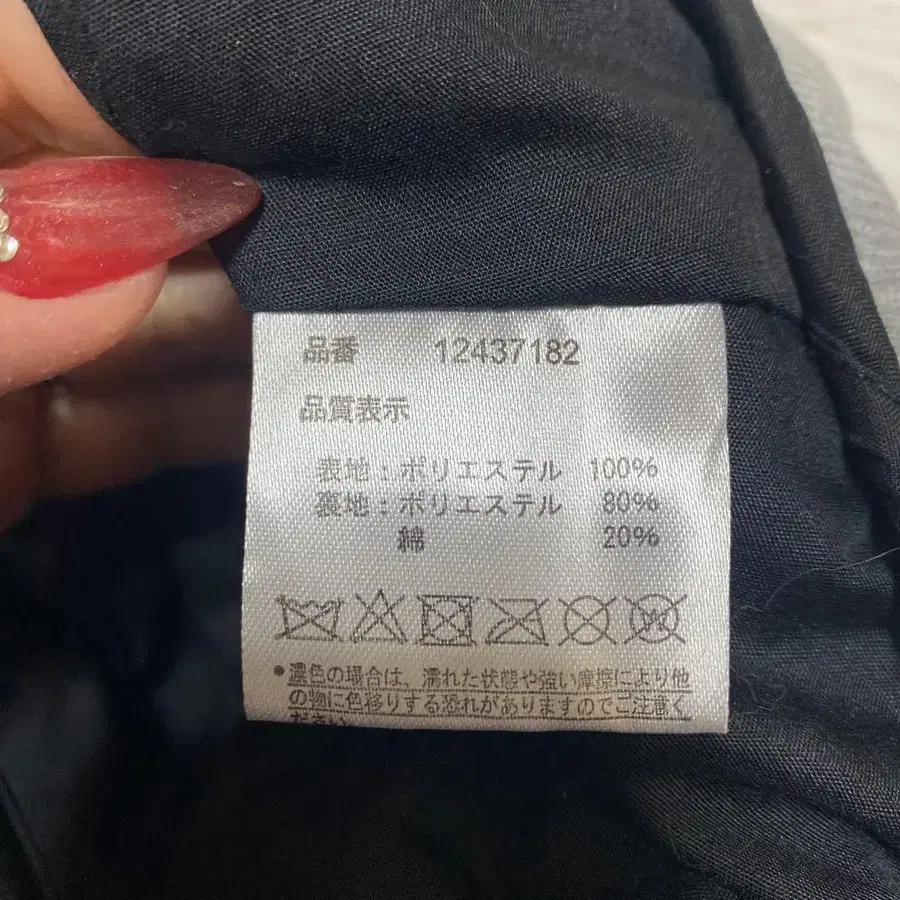 品番 12437182
品質表示
表地：ポリエステル 100%
裏地：ポリエステル 80%
綿 20%
•濃色の場合は、濡れた状態や強い摩擦により他
の物に色移りする恐れがありますのでご注意く
ださい